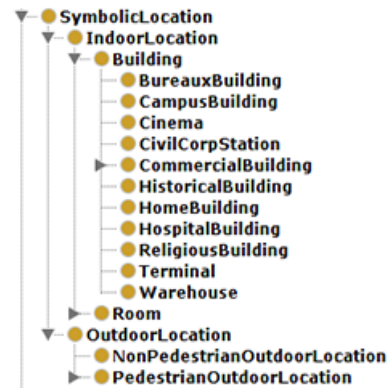 SymbolicLocation
IndoorLocation
Building
BureauxBuilding
CampusBuilding
Cinema
CivilCorpStation
CommercialBuilding
HistoricalBuilding
HomeBuilding
HospitalBuilding
ReligiousBuilding
Terminal
Warehouse
Room
OutdoorLocation
NonPedestrianOutdoorLocation
PedestrianOutdoorLocation